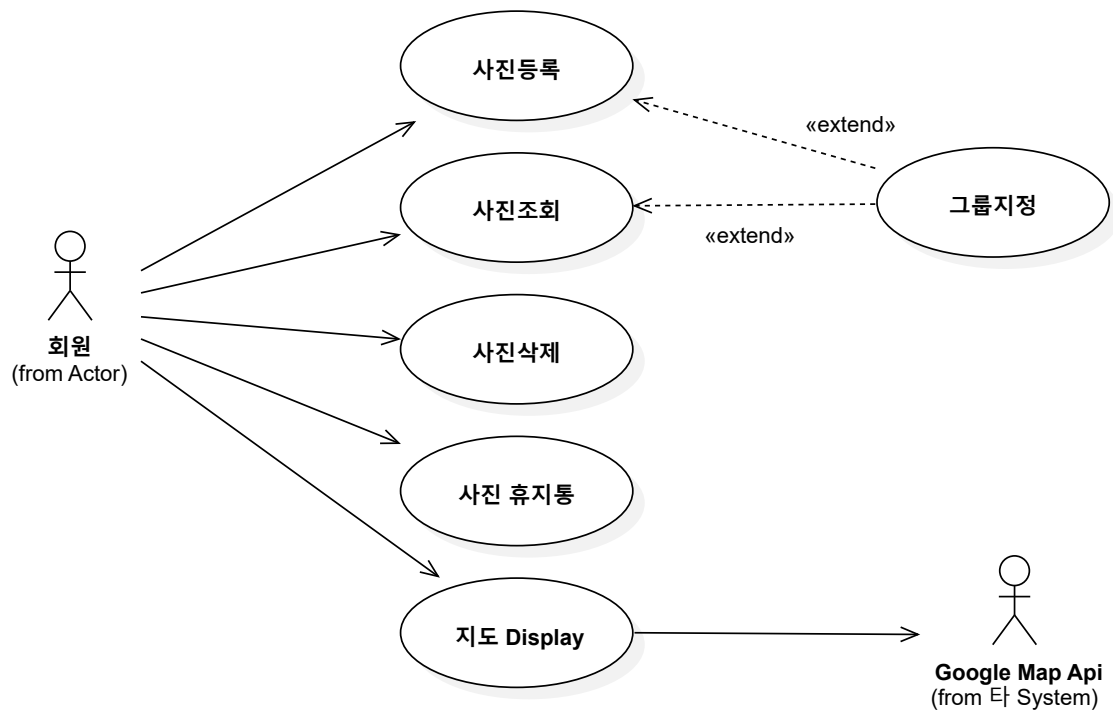 사진등록
«extend»
사진조회
그룹지정
«extend»
회원
(from Actor)
사진삭제
사진 휴지통
지도 Display
Google Map Api
(from 타 System)